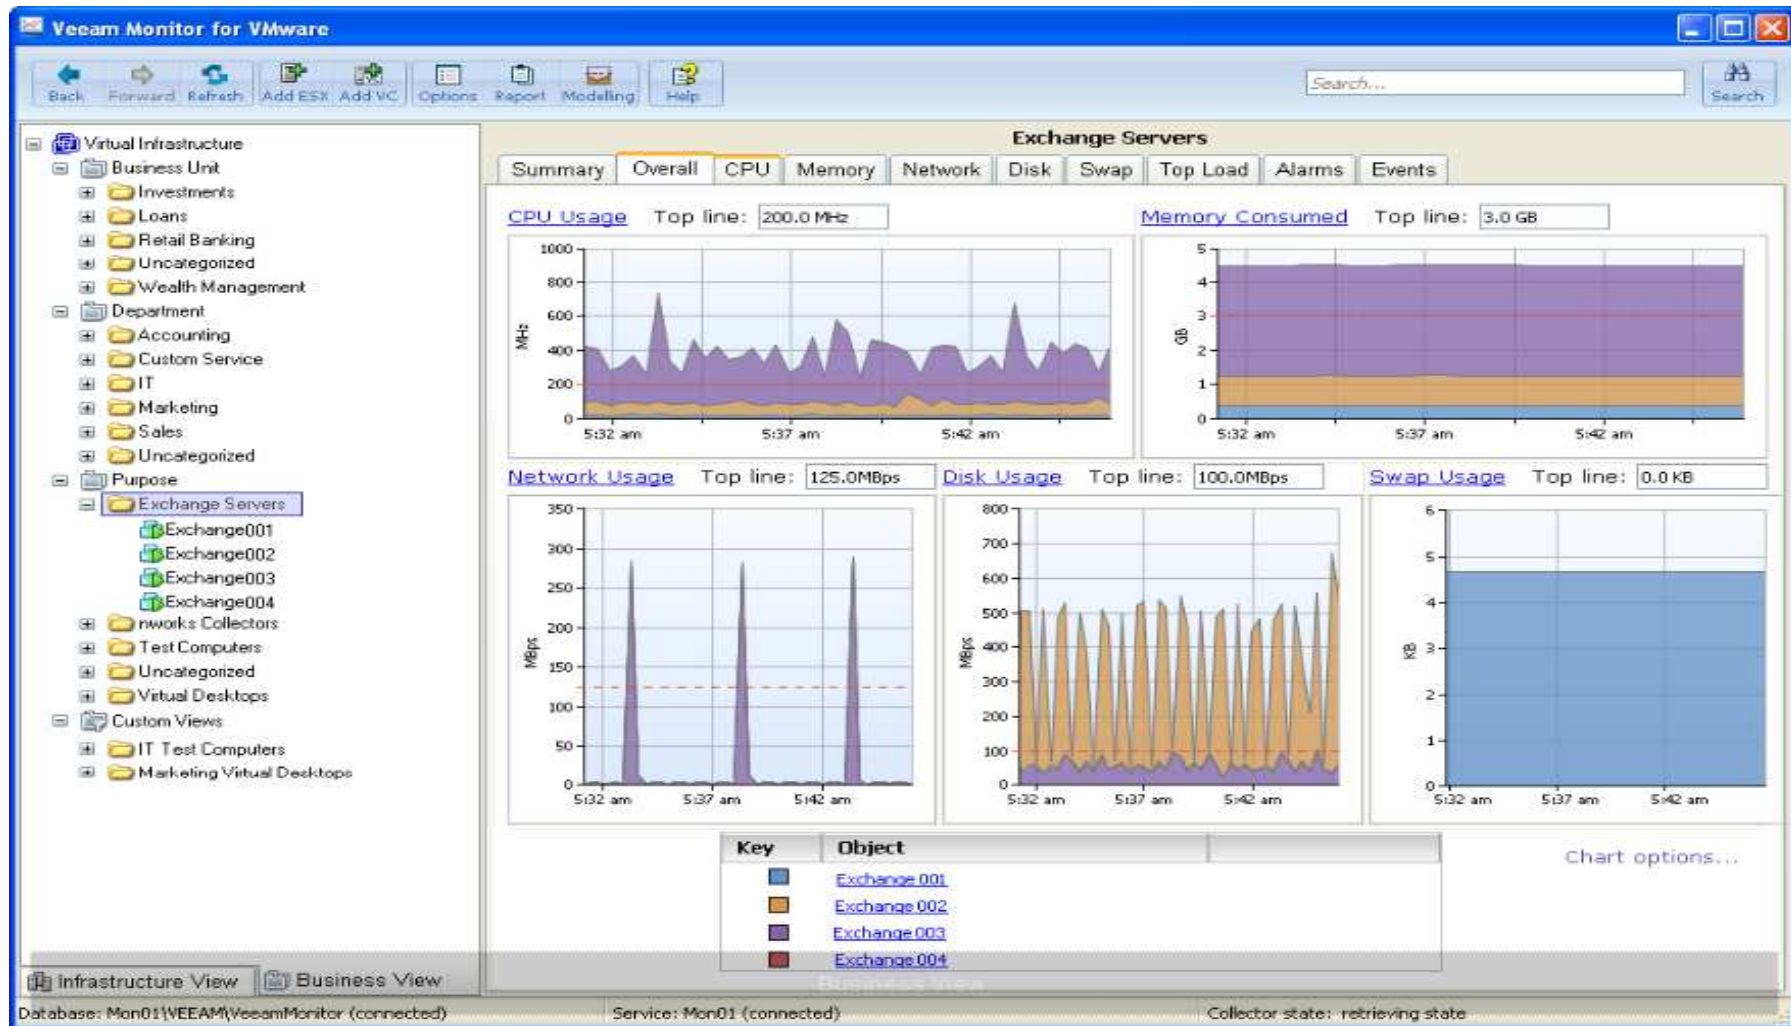 Veeam Monitor for VMware
Back Forward Refresh Add ESX Add VC Options Report Modelling Help
Search...
Search
Virtual Infrastructure
Business Unit
Investments
Loans
Retail Banking
Uncategorized
Wealth Management
Department
Accounting
Custom Service
IT
Marketing
Sales
Uncategorized
Purpose
Exchange Servers
Exchange001
Exchange002
Exchange003
Exchange004
nworks Collectors
Test Computers
Uncategorized
Virtual Desktops
Custom Views
IT Test Computers
Marketing Virtual Desktops
Infrastructure View Business View
Exchange Servers
Summary Overall CPU Memory Network Disk Swap Top Load Alarms Events
CPU Usage Top line: 200.0 MHz
1000
800
600
400
200
0
MHz
5:32 am 5:37 am 5:42 am
Memory Consumed Top line: 3.0 GB
5
4
3
2
1
0
GB
5:32 am 5:37 am 5:42 am
Network Usage Top line: 125.0MBps
350
300
250
200
150
100
50
0
MBps
5:32 am 5:37 am 5:42 am
Disk Usage Top line: 100.0MBps
800
700
600
500
400
300
200
100
0
MBps
5:32 am 5:37 am 5:42 am
Swap Usage Top line: 0.0 KB
6
5
4
3
2
1
0
KB
5:32 am 5:37 am 5:42 am
Key Object
Exchange 001
Exchange 002
Exchange 003
Exchange 004
Chart options...
Business View
Database: Mon01\VEEAM\VeeamMonitor (connected) Service: Mon01 (connected) Collector state: retrieving state